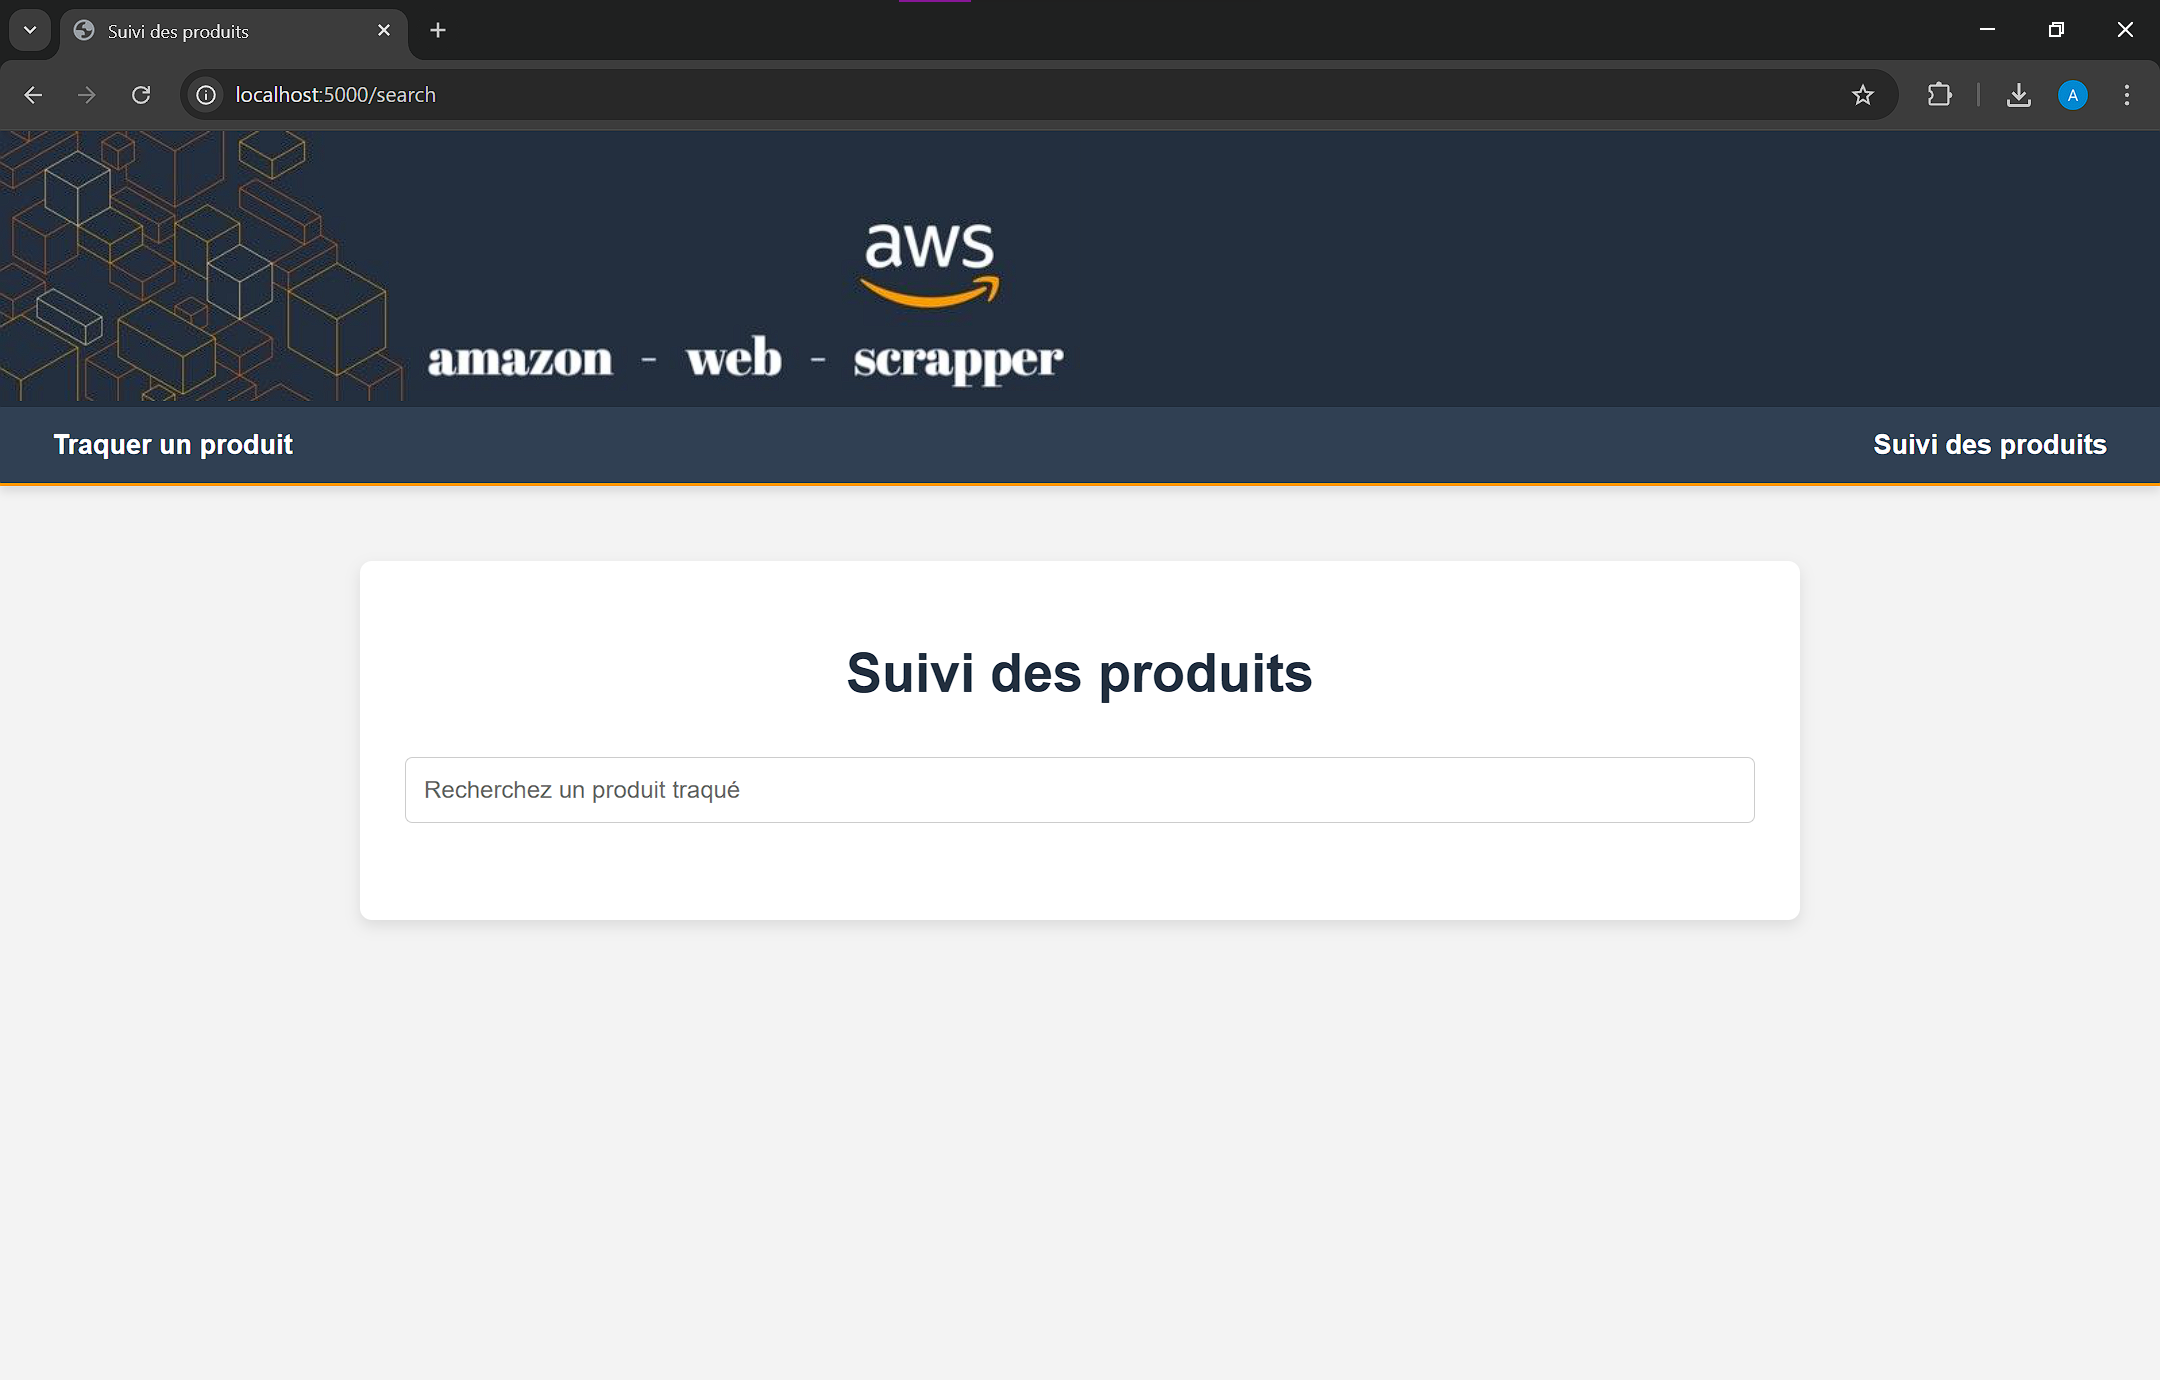 Suivi des produits
localhost:5000/search
A
aws
amazon - web - scrapper
Traquer un produit
Suivi des produits
Suivi des produits
Recherchez un produit traqué